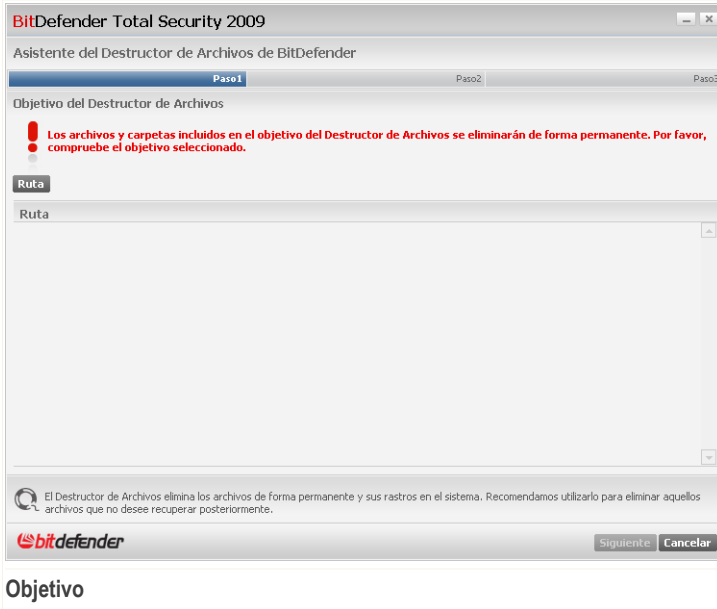 BitDefender Total Security 2009
Asistente del Destructor de Archivos de BitDefender
Paso1
Paso2
Paso3
Objetivo del Destructor de Archivos
Los archivos y carpetas incluidos en el objetivo del Destructor de Archivos se eliminarán de forma permanente. Por favor,
compruebe el objetivo seleccionado.
Ruta
Ruta
El Destructor de Archivos elimina los archivos de forma permanente y sus rastros en el sistema. Recomendamos utilizarlo para eliminar aquellos
archivos que no desee recuperar posteriormente.
bitdefender
Siguiente
Cancelar
Objetivo